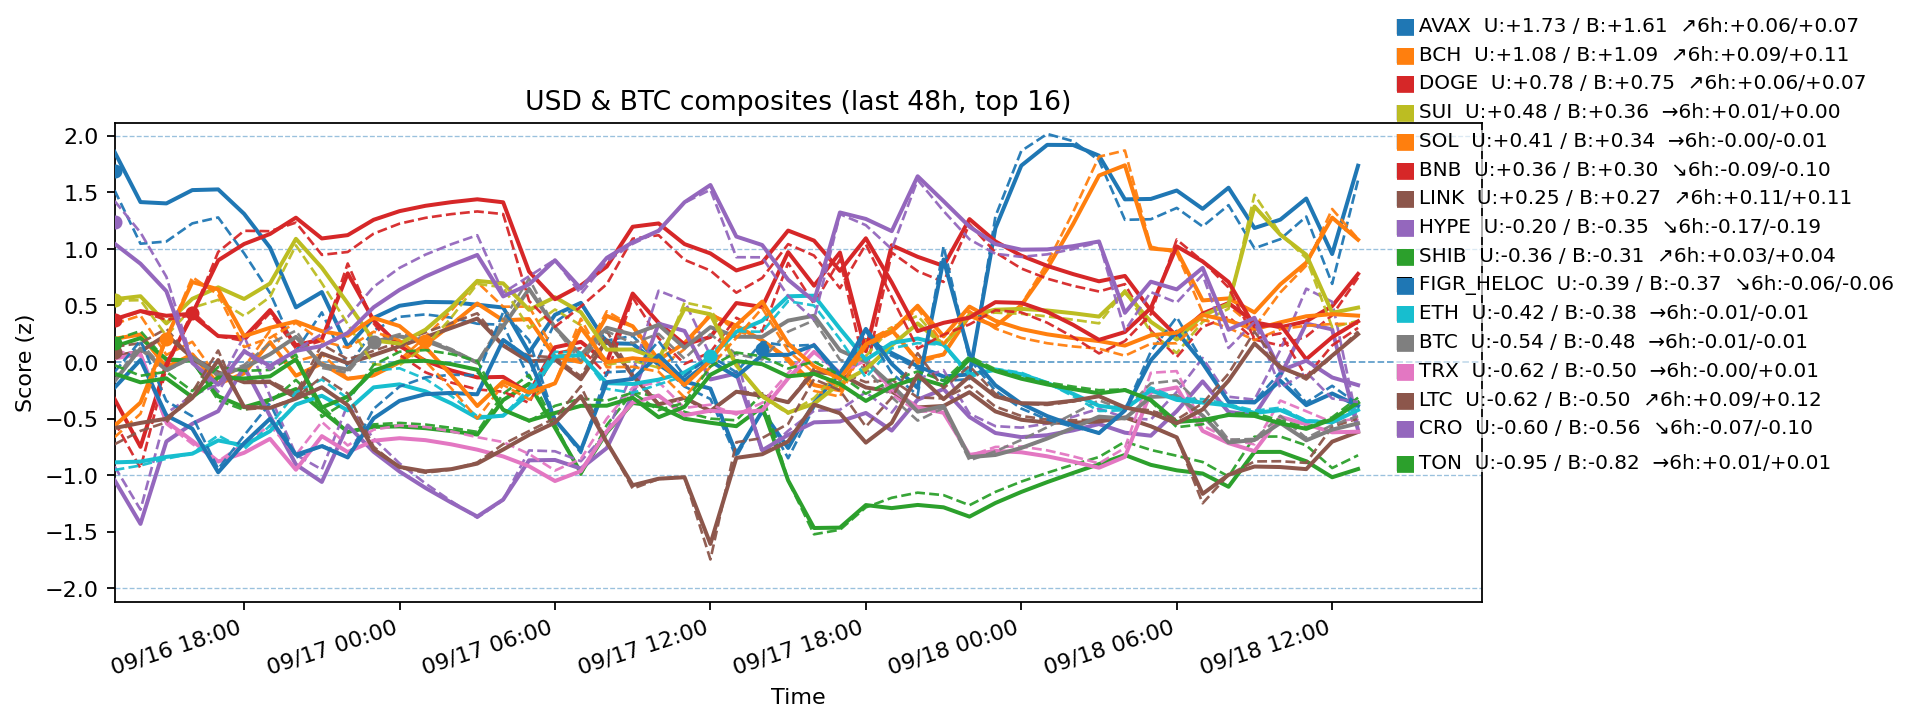 AVAX  U:+1.73 / B:+1.61  ↗6h:+0.06/+0.07
BCH  U:+1.08 / B:+1.09  ↗6h:+0.09/+0.11
DOGE  U:+0.78 / B:+0.75  ↗6h:+0.06/+0.07
SUI  U:+0.48 / B:+0.36  →6h:+0.01/+0.00
SOL  U:+0.41 / B:+0.34  →6h:-0.00/-0.01
BNB  U:+0.36 / B:+0.30  ↘6h:-0.09/-0.10
LINK  U:+0.25 / B:+0.27  ↗6h:+0.11/+0.11
HYPE  U:-0.20 / B:-0.35  ↘6h:-0.17/-0.19
SHIB  U:-0.36 / B:-0.31  ↗6h:+0.03/+0.04
FIGR_HELOC  U:-0.39 / B:-0.37  ↘6h:-0.06/-0.06
ETH  U:-0.42 / B:-0.38  →6h:-0.01/-0.01
BTC  U:-0.54 / B:-0.48  →6h:-0.01/-0.01
TRX  U:-0.62 / B:-0.50  →6h:-0.00/+0.01
LTC  U:-0.62 / B:-0.50  ↗6h:+0.09/+0.12
CRO  U:-0.60 / B:-0.56  ↘6h:-0.07/-0.10
TON  U:-0.95 / B:-0.82  →6h:+0.01/+0.01
USD & BTC composites (last 48h, top 16)
Score (z)
2.0
1.5
1.0
0.5
0.0
−0.5
−1.0
−1.5
−2.0
09/16 18:00
09/17 00:00
09/17 06:00
09/17 12:00
09/17 18:00
09/18 00:00
09/18 06:00
09/18 12:00
Time